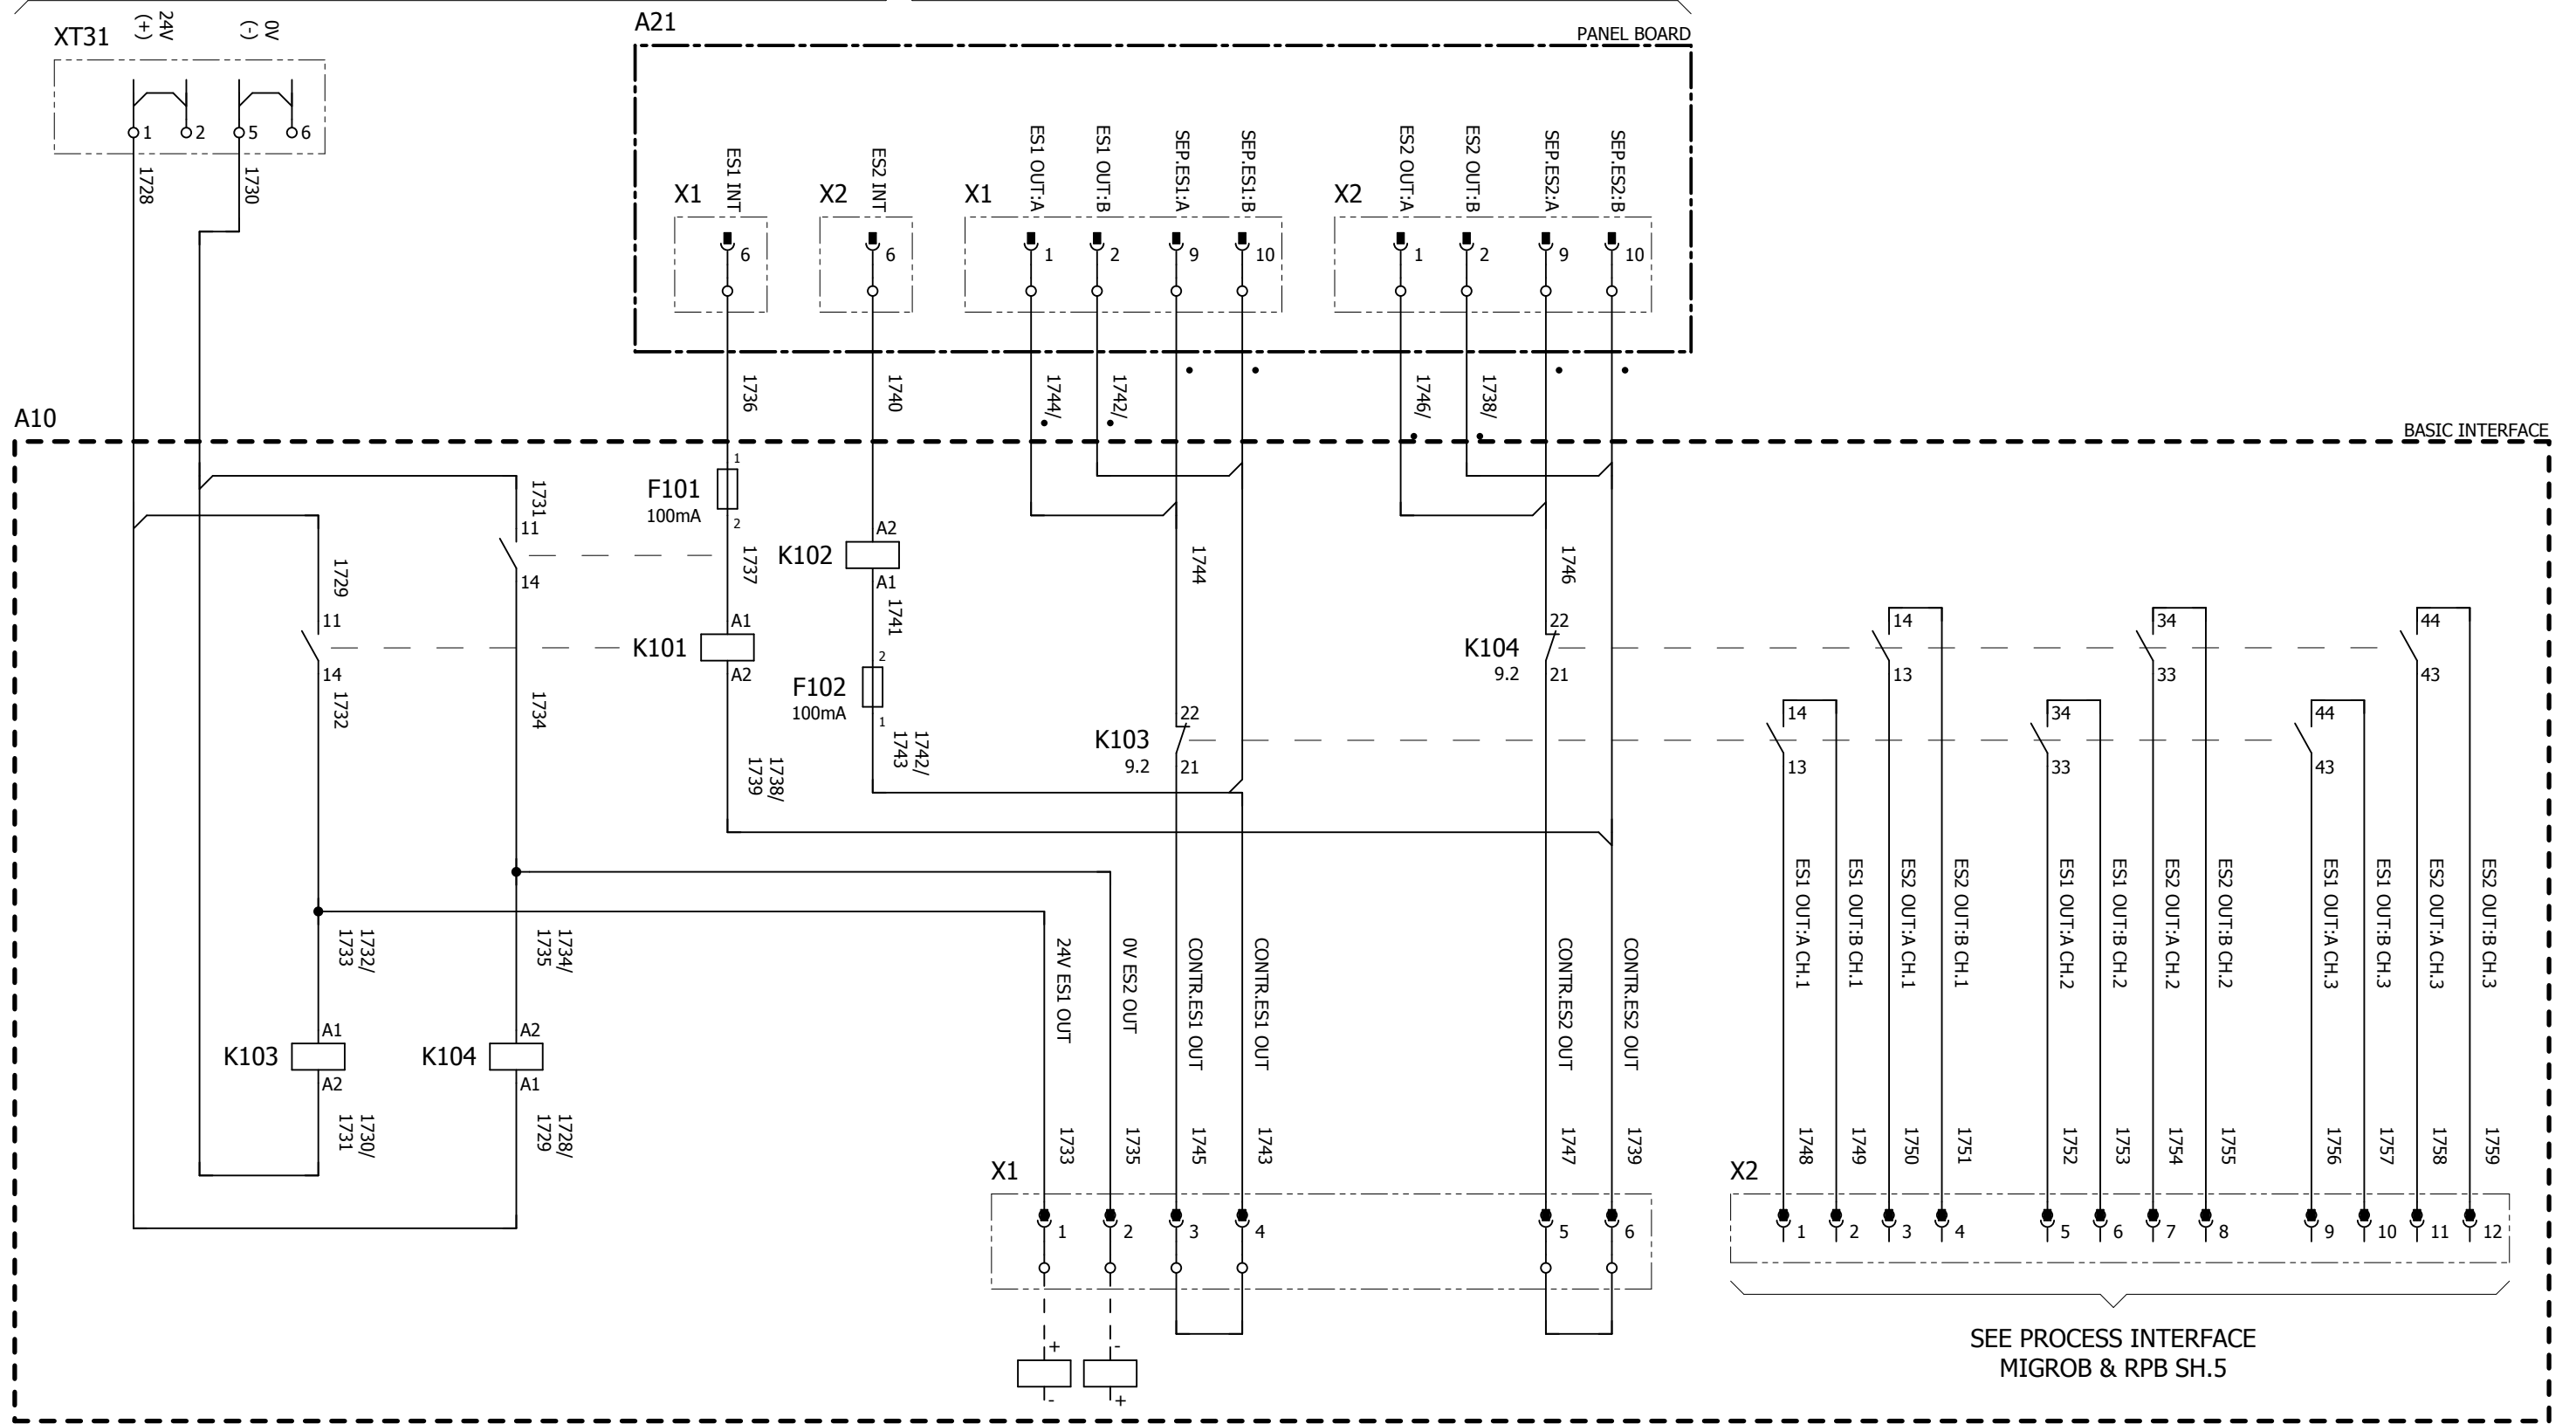 24V
(+)
0V
(-)
XT31
1
2
5
6
1728
1730
A21
PANEL BOARD
ES1 INT
ES2 INT
ES1 OUT:A
ES1 OUT:B
SEP.ES1:A
SEP.ES1:B
ES2 OUT:A
ES2 OUT:B
SEP.ES2:A
SEP.ES2:B
X1
X2
X1
X2
6
6
1
2
9
10
1
2
9
10
1736
1740
1744/
1742/
1746/
1738/
A10
BASIC INTERFACE
1731
11
14
1729
11
14
1732
1734
F101
100mA
1
2
1737
K101
A1
A2
K102
A2
A1
1741
F102
100mA
2
1
1742/
1743
1738/
1739
1744
K103
9.2
22
21
1746
K104
9.2
22
21
14
13
34
33
44
43
14
13
34
33
44
43
1732/
1733
1734/
1735
K103
A1
A2
K104
A2
A1
1730/
1731
1728/
1729
24V ES1 OUT
0V ES2 OUT
CONTR.ES1 OUT
CONTR.ES1 OUT
CONTR.ES2 OUT
CONTR.ES2 OUT
ES1 OUT:A CH.1
ES1 OUT:B CH.1
ES2 OUT:A CH.1
ES2 OUT:B CH.1
ES1 OUT:A CH.2
ES1 OUT:B CH.2
ES2 OUT:A CH.2
ES2 OUT:B CH.2
ES1 OUT:A CH.3
ES1 OUT:B CH.3
ES2 OUT:A CH.3
ES2 OUT:B CH.3
1733
1735
1745
1743
1747
1739
1748
1749
1750
1751
1752
1753
1754
1755
1756
1757
1758
1759
X1
1
2
3
4
5
6
X2
1
2
3
4
5
6
7
8
9
10
11
12
+
-
-
+
SEE PROCESS INTERFACE
MIGROB & RPB SH.5